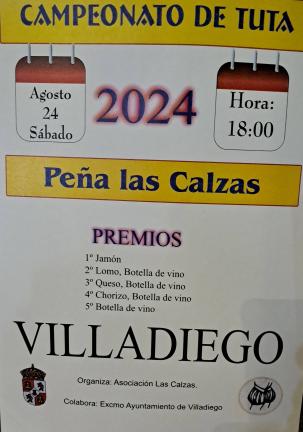 CAMPEONATO DE TUTA
Agosto
24
Sábado
2024
Hora:
18:00
Peña las Calzas
PREMIOS
1º Jamón
2º Lomo, Botella de vino
3º Queso, Botella de vino
4º Chorizo, Botella de vino
5º Botella de vino
VILLADIEGO
Organiza: Asociación Las Calzas.
Colabora: Excmo Ayuntamiento de Villadiego